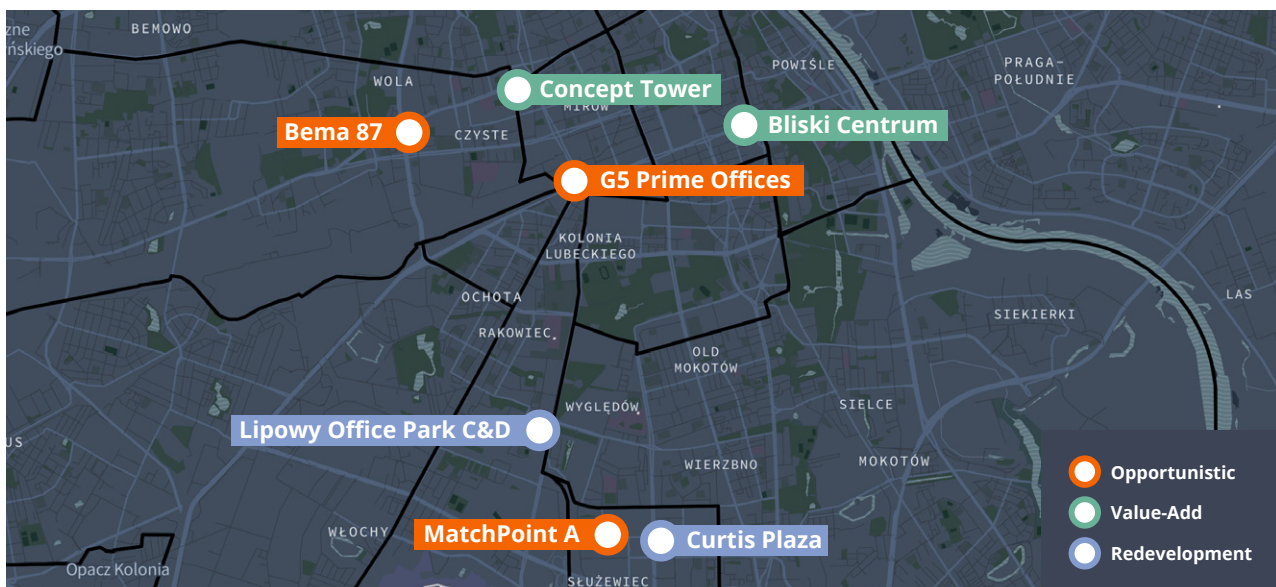 BEMOWO
POWIŚLE
PRAGA-
POŁUDNIE
WOLA
Concept Tower
MIRÓW
Bema 87
CZYSTE
Bliski Centrum
G5 Prime Offices
KOLONIA
LUBECKIEGO
OCHOTA
LAS
RAKOWIEC
SIEKIERKI
OLD
MOKOTÓW
WYGLĘDÓW
SIELCE
Lipowy Office Park C&D
WIERZBNO
MOKOTÓW
WŁOCHY
MatchPoint A
Curtis Plaza
Opacz Kolonia
SŁUŻEWIEC
Opportunistic
Value-Add
Redevelopment